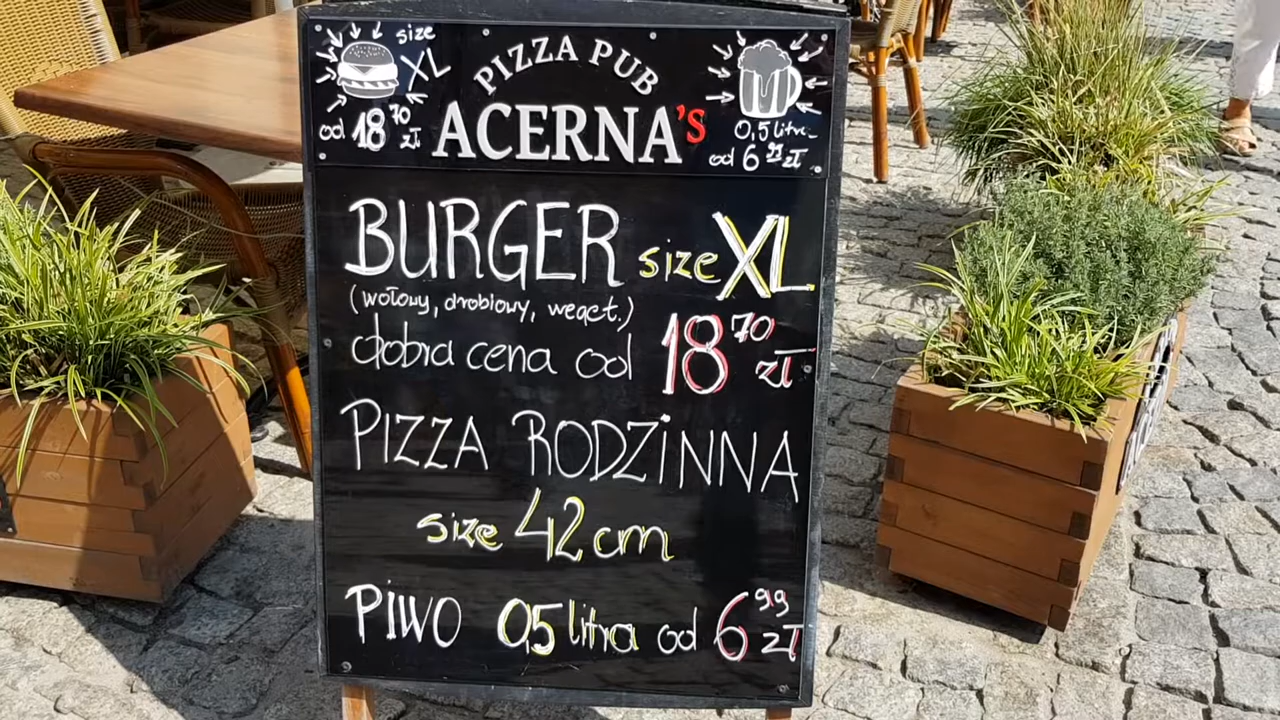 size
XL
od 18 70 zł
PIZZA PUB
ACERNA's
0,5 litra
od 6 99 zł
BURGER size XL
(wołowy, drobiowy, weget.)
dobra cena od 18 70 zł
PIZZA RODZINNA
size 42 cm
PIWO 0,5 litra od 6 99 zł